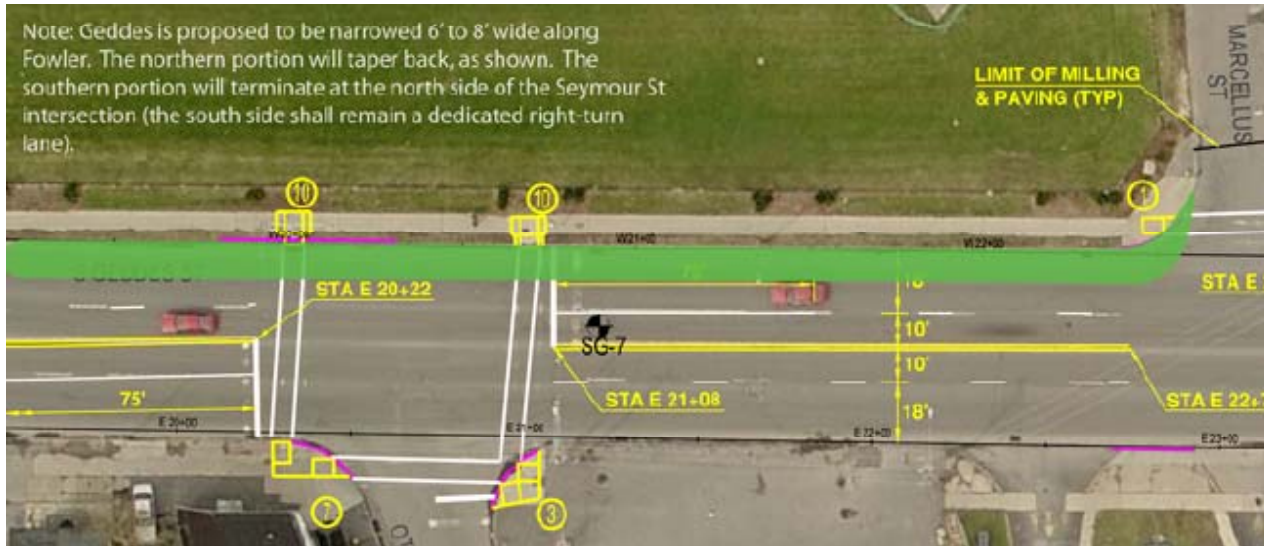 Note: Geddes is proposed to be narrowed 6' to 8' wide along
Fowler. The northern portion will taper back, as shown. The
southern portion will terminate at the north side of the Seymour St
intersection (the south side shall remain a dedicated right-turn
lane).
MARCELLUS
ST
LIMIT OF MILLING
& PAVING (TYP)
10
10
1
W21+00
W22+00
STA E 20+22
STA E
10'
SG-7
10'
75'
STA E 21+08
STA E 22+7
18'
E 20+00
E 21+00
E 22+00
E 23+00
7
3